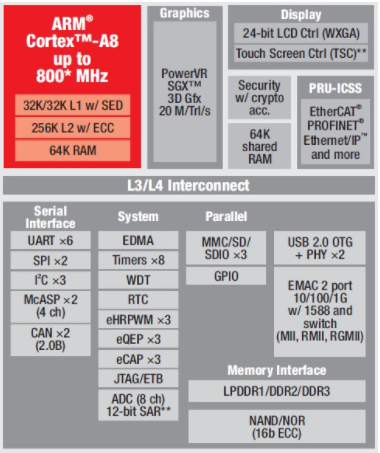 ARM®
Cortex™-A8
up to
800* MHz
32K/32K L1 w/ SED
256K L2 w/ ECC
64K RAM
Graphics
PowerVR
SGX™
3D Gfx
20 M/Tri/s
Display
24-bit LCD Ctrl (WXGA)
Touch Screen Ctrl (TSC)**
Security
w/ crypto
acc.
64K
shared
RAM
PRU-ICSS
EtherCAT®
PROFINET®
Ethernet/IP™
and more
L3/L4 Interconnect
Serial
Interface
UART ×6
SPI ×2
I²C ×3
McASP ×2
(4 ch)
CAN ×2
(2.0B)
System
EDMA
Timers ×8
WDT
RTC
eHRPWM ×3
eQEP ×3
eCAP ×3
JTAG/ETB
ADC (8 ch)
12-bit SAR**
Parallel
MMC/SD/
SDIO ×3
GPIO
USB 2.0 OTG
+ PHY ×2
EMAC 2 port
10/100/1G
w/ 1588 and
switch
(MII, RMII, RGMII)
Memory Interface
LPDDR1/DDR2/DDR3
NAND/NOR
(16b ECC)